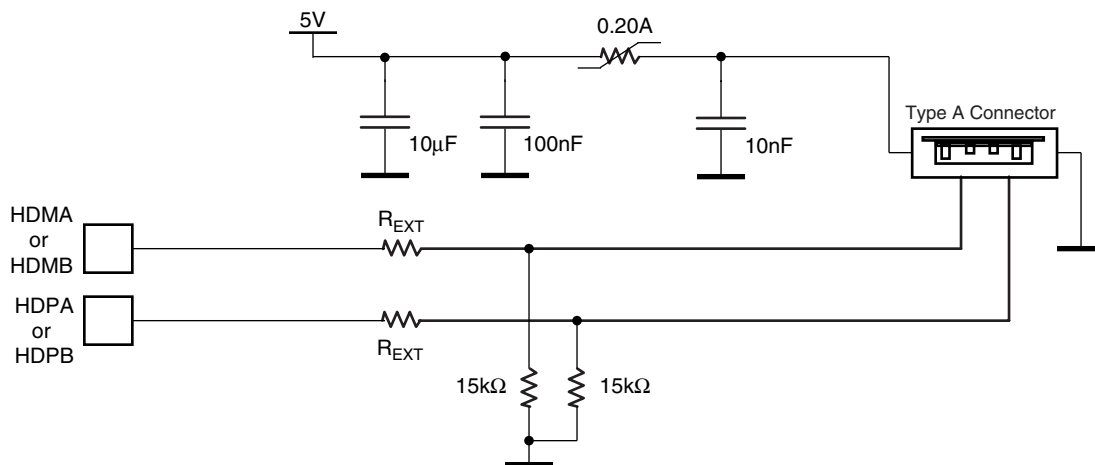 5V
0.20A
10μF
100nF
10nF
Type A Connector
HDMA
or
HDMB
R_EXT
HDPA
or
HDPB
R_EXT
15kΩ
15kΩ